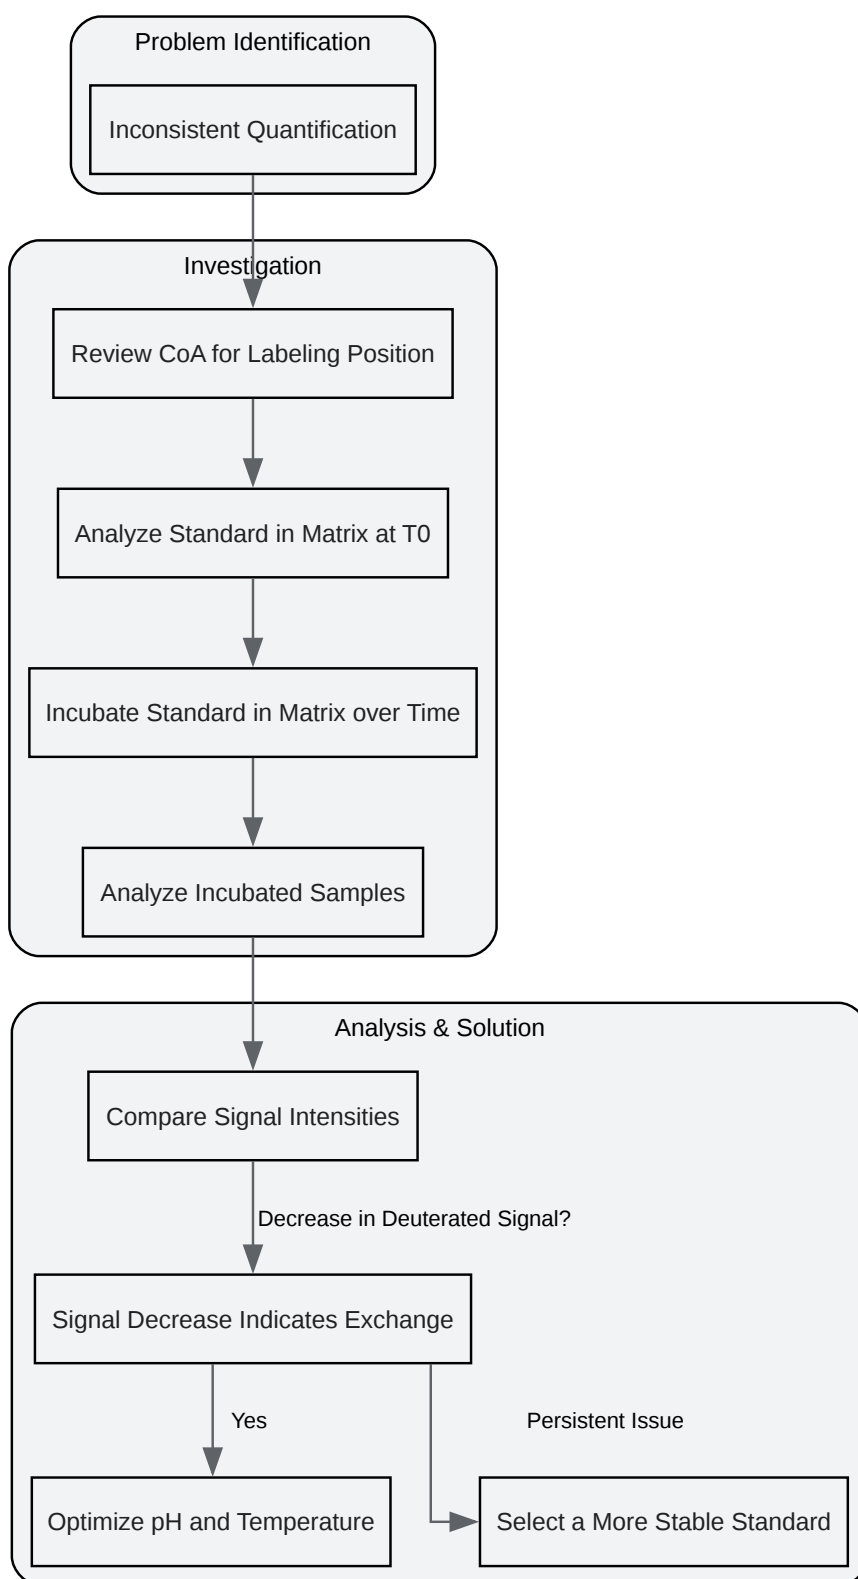 Problem Identification
Inconsistent Quantification
Investigation
Review CoA for Labeling Position
Analyze Standard in Matrix at T0
Incubate Standard in Matrix over Time
Analyze Incubated Samples
Analysis & Solution
Compare Signal Intensities
Decrease in Deuterated Signal?
Signal Decrease Indicates Exchange
Yes
Persistent Issue
Optimize pH and Temperature
Select a More Stable Standard